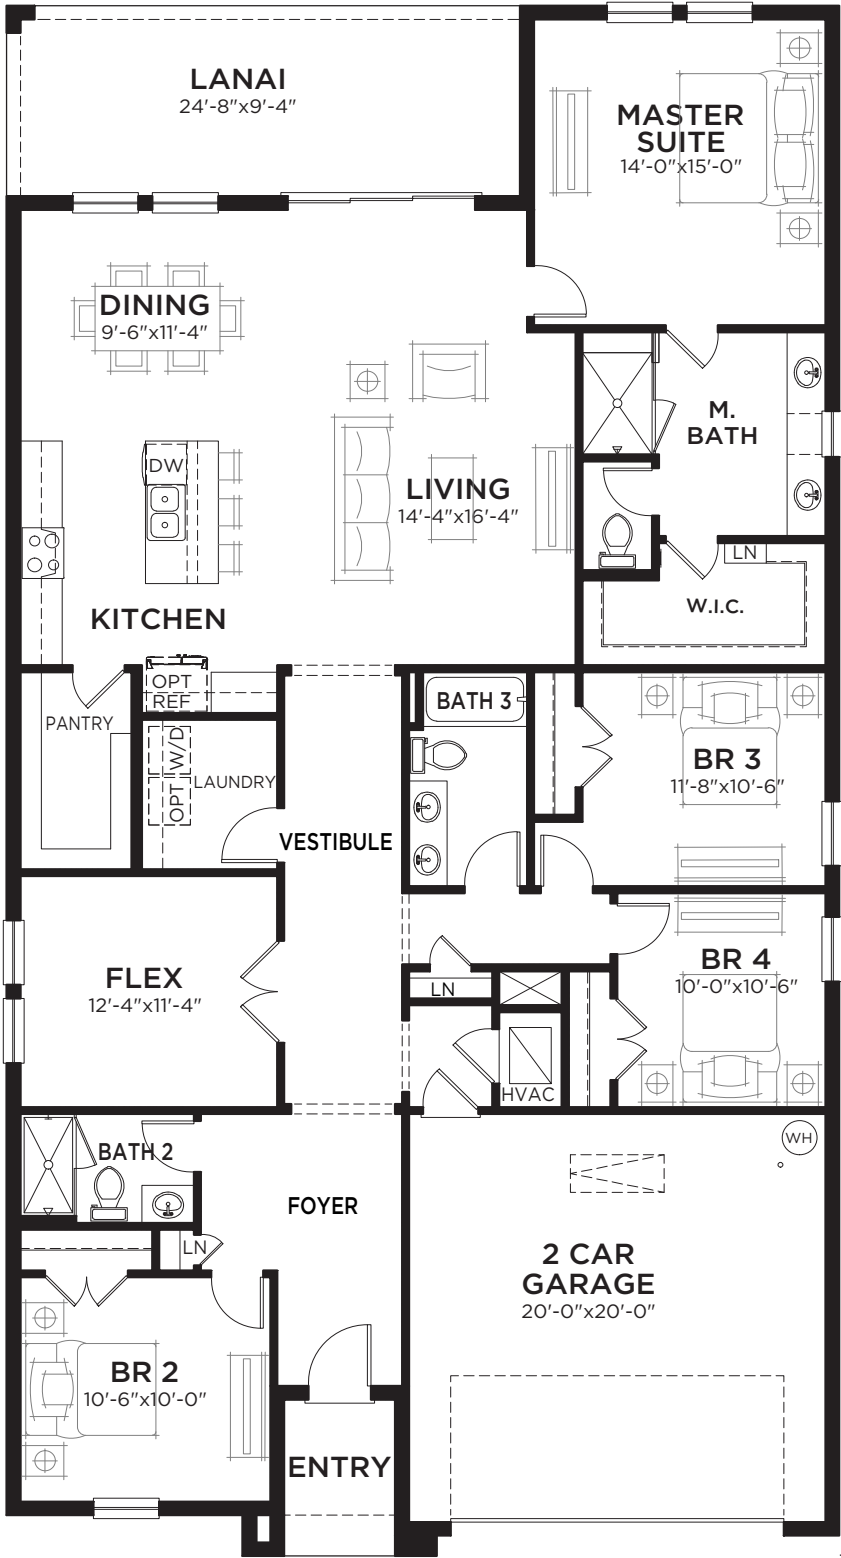 LANAI
24'-8"x9'-4"
MASTER
SUITE
14'-0"x15'-0"
DINING
9'-6"x11'-4"
M.
BATH
DW
LIVING
14'-4"x16'-4"
LN
W.I.C.
KITCHEN
OPT
REF
PANTRY
BATH 3
OPT W/D
LAUNDRY
BR 3
11'-8"x10'-6"
VESTIBULE
FLEX
12'-4"x11'-4"
BR 4
10'-0"x10'-6"
LN
HVAC
BATH 2
WH
FOYER
LN
2 CAR
GARAGE
20'-0"x20'-0"
BR 2
10'-6"x10'-0"
ENTRY